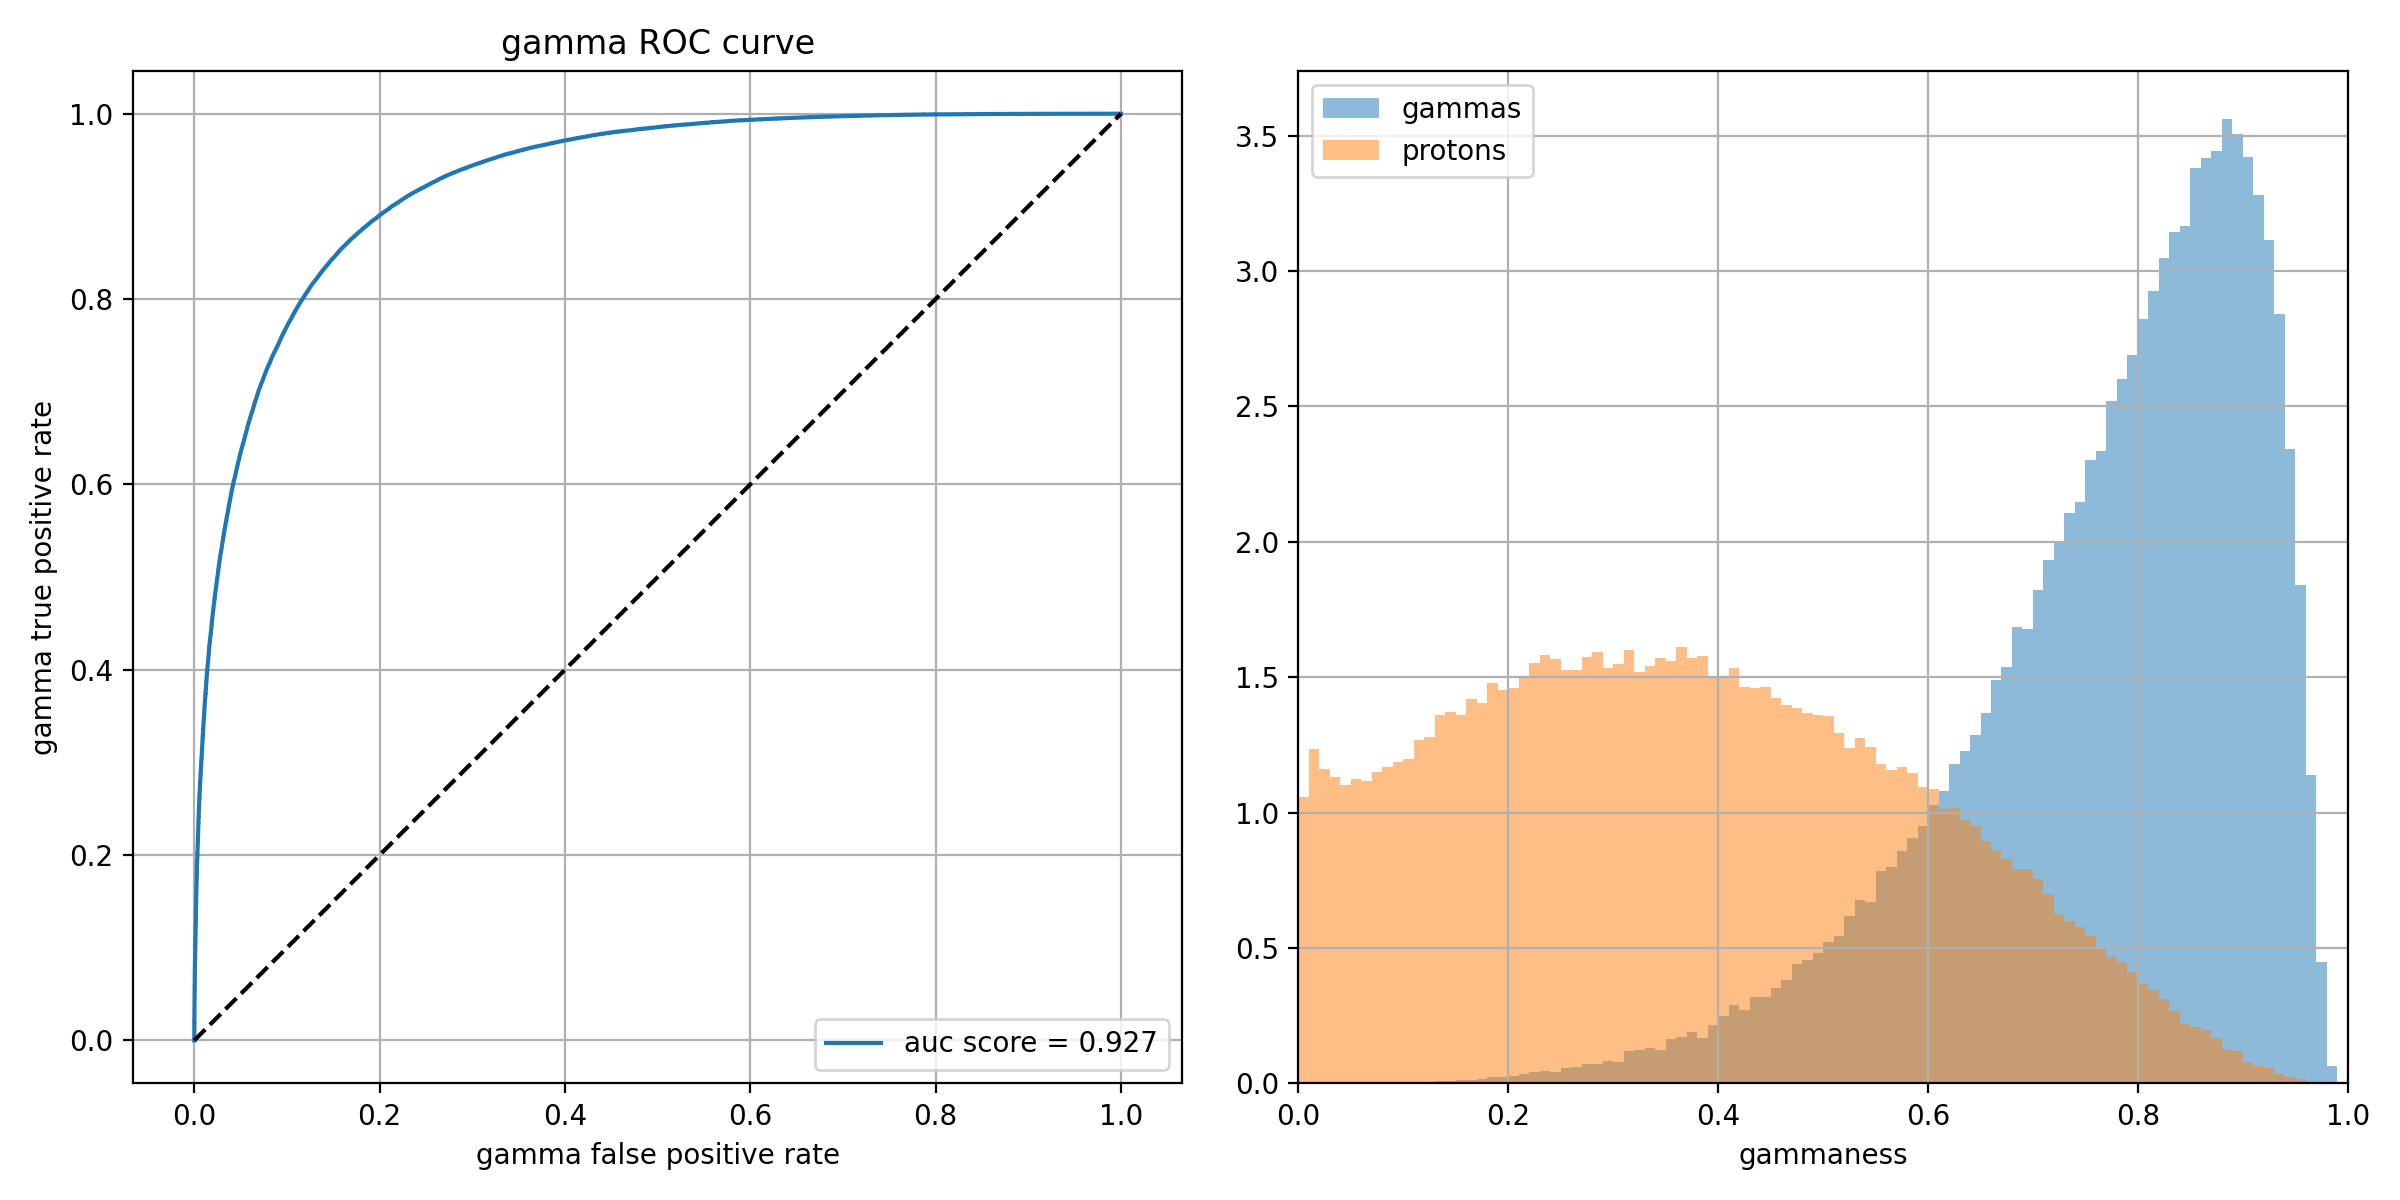 gamma ROC curve
1.0
0.8
0.6
0.4
0.2
0.0
gamma true positive rate
0.0 0.2 0.4 0.6 0.8 1.0
gamma false positive rate
auc score = 0.927
gammas
protons
3.5
3.0
2.5
2.0
1.5
1.0
0.5
0.0
0.0 0.2 0.4 0.6 0.8 1.0
gammaness